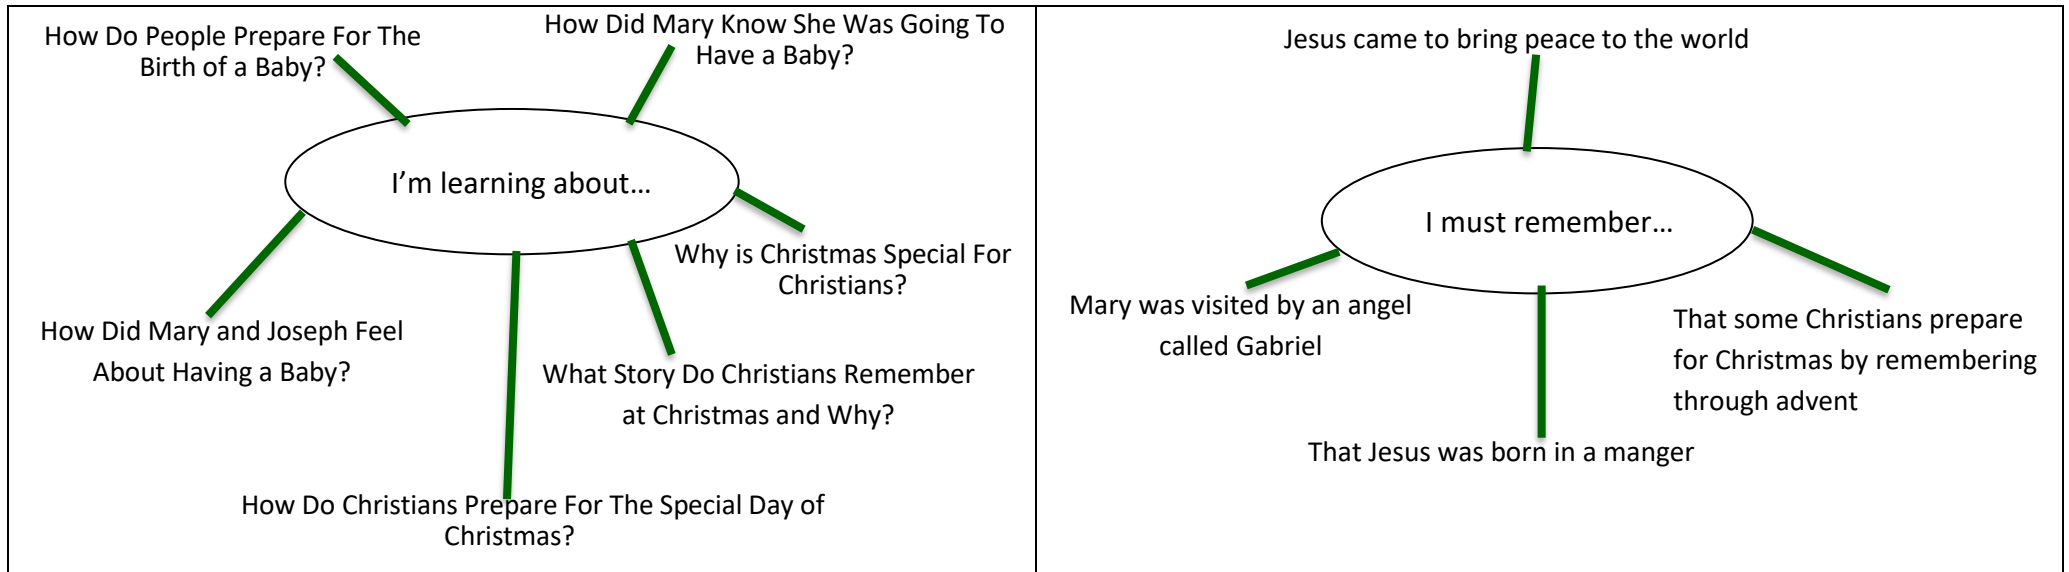 How Do People Prepare For The
Birth of a Baby?
How Did Mary Know She Was Going To
Have a Baby?
I’m learning about…
Why is Christmas Special For
Christians?
How Did Mary and Joseph Feel
About Having a Baby?
What Story Do Christians Remember
at Christmas and Why?
How Do Christians Prepare For The Special Day of
Christmas?
Jesus came to bring peace to the world
I must remember…
Mary was visited by an angel
called Gabriel
That some Christians prepare
for Christmas by remembering
through advent
That Jesus was born in a manger